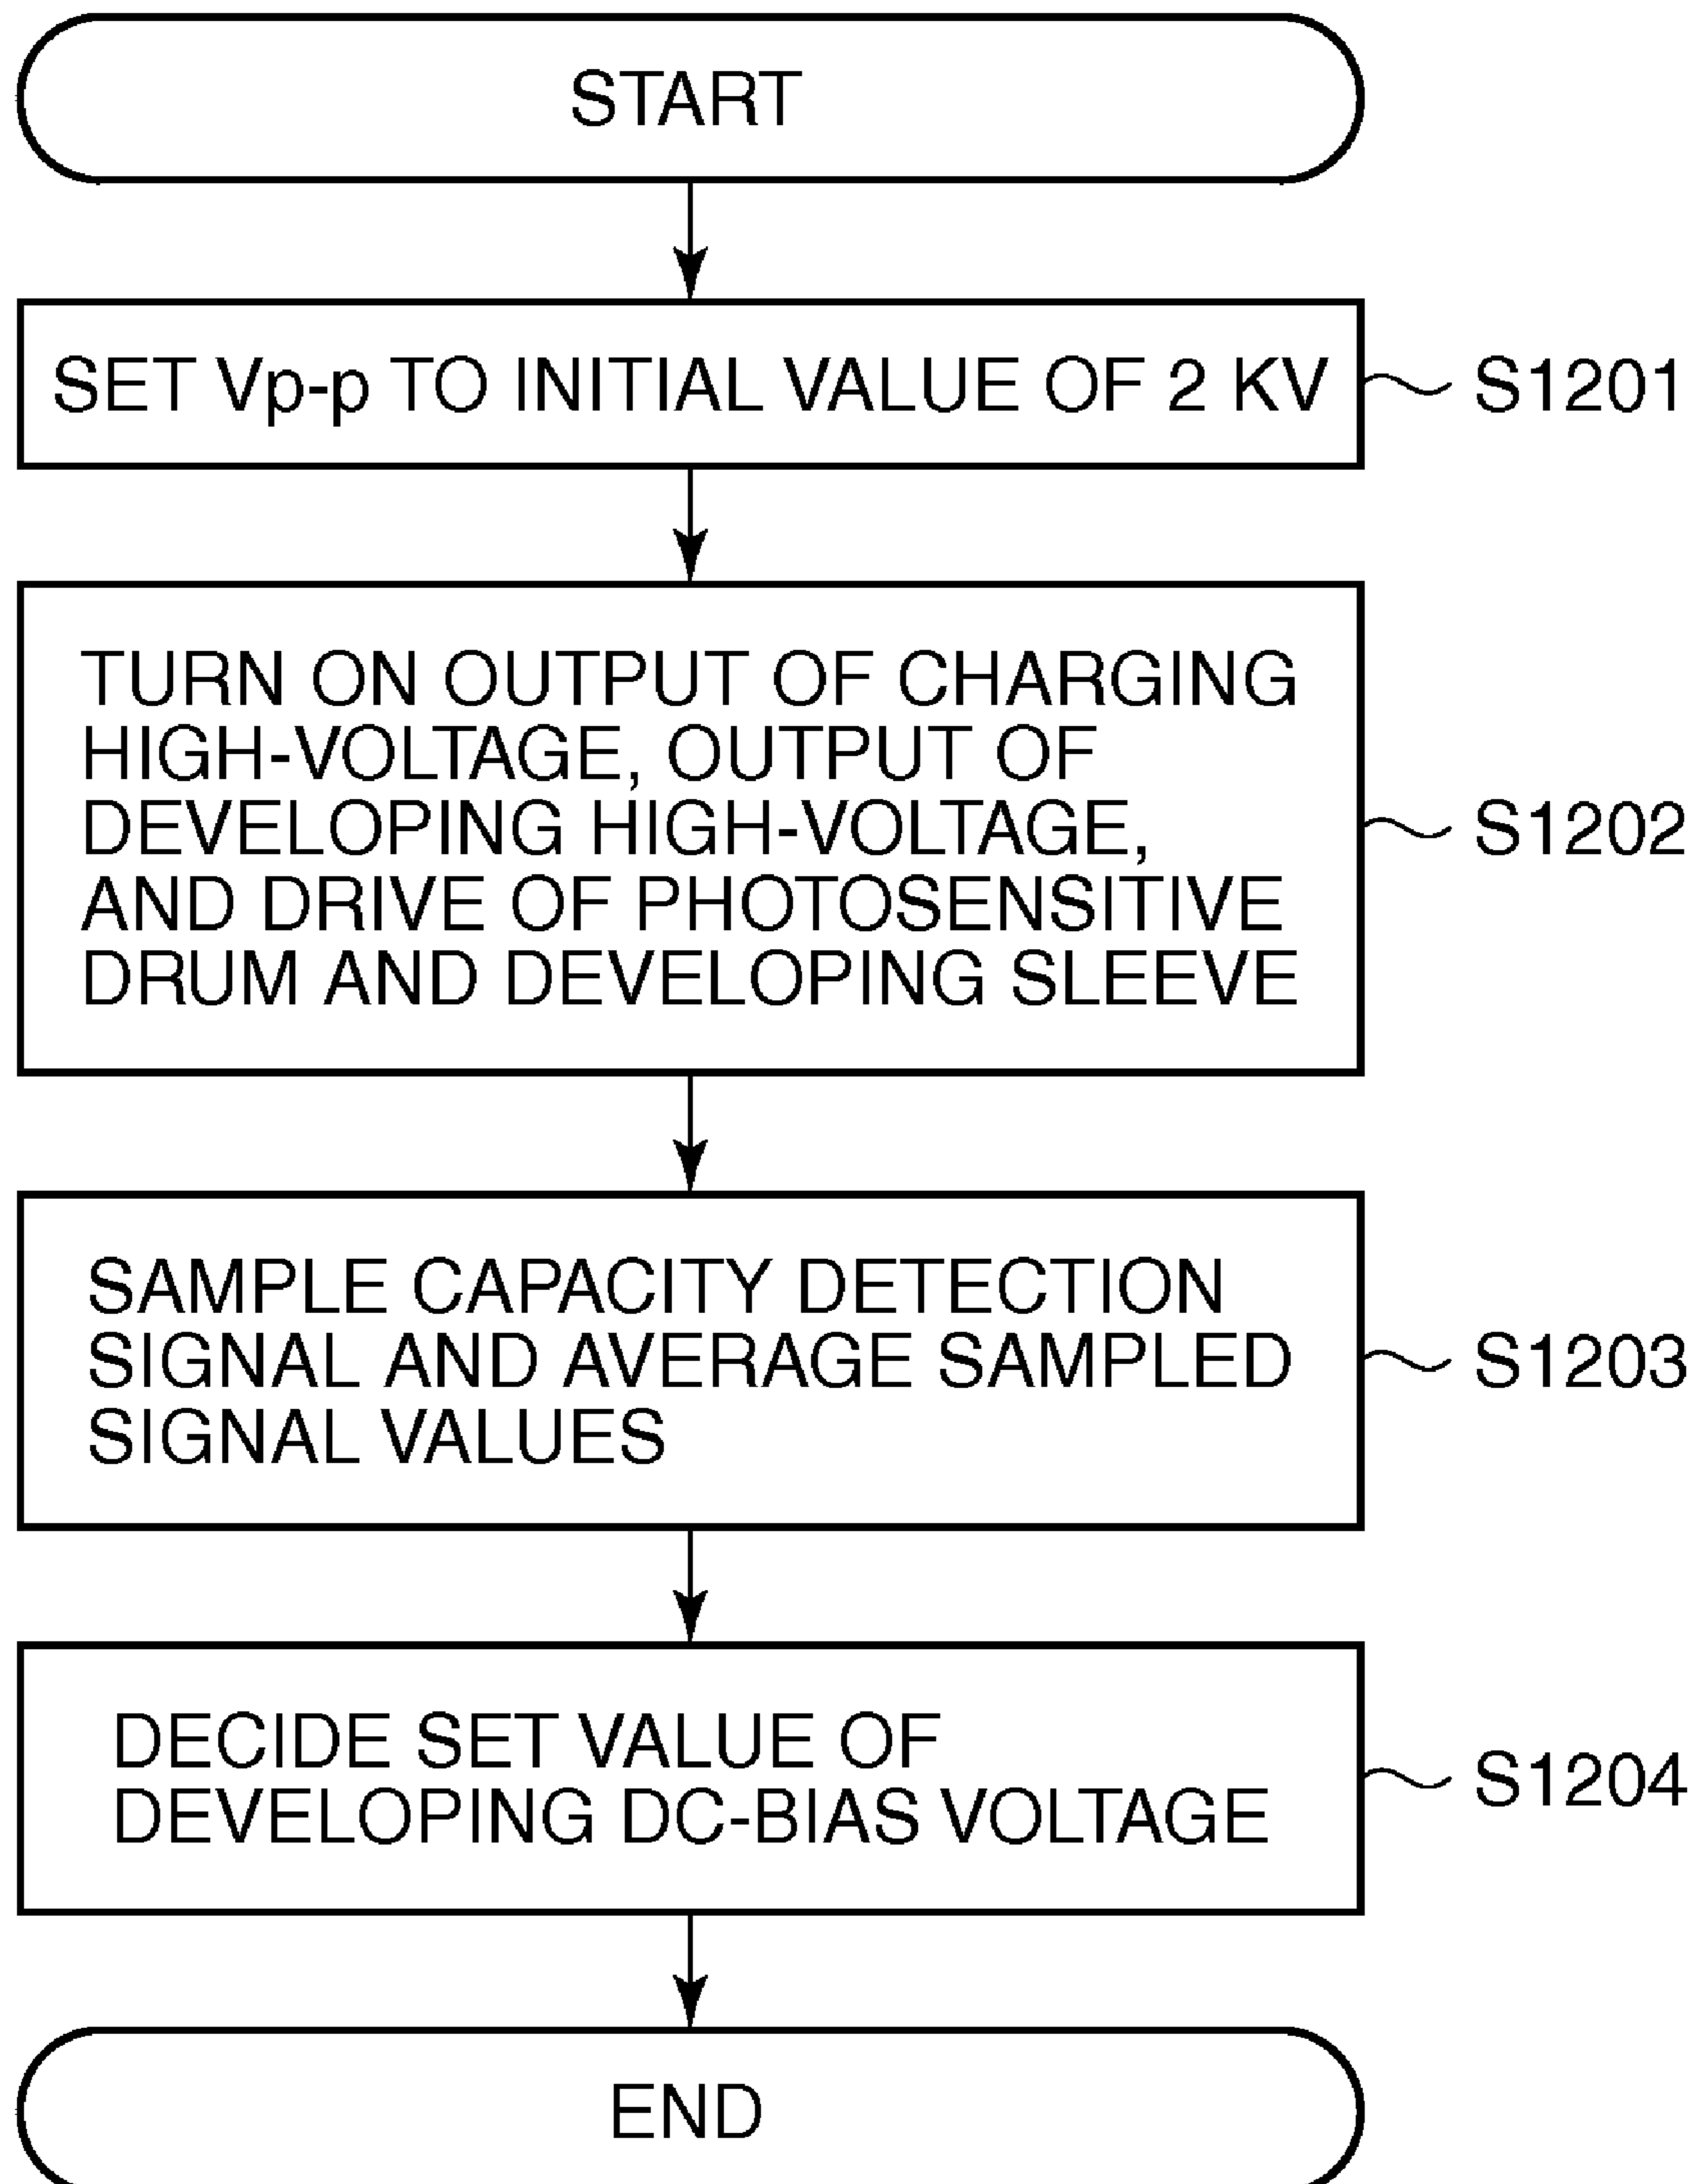 START
SET Vp-p TO INITIAL VALUE OF 2 KV
S1201
TURN ON OUTPUT OF CHARGING
HIGH-VOLTAGE, OUTPUT OF
DEVELOPING HIGH-VOLTAGE,
AND DRIVE OF PHOTOSENSITIVE
DRUM AND DEVELOPING SLEEVE
S1202
SAMPLE CAPACITY DETECTION
SIGNAL AND AVERAGE SAMPLED
SIGNAL VALUES
S1203
DECIDE SET VALUE OF
DEVELOPING DC-BIAS VOLTAGE
S1204
END